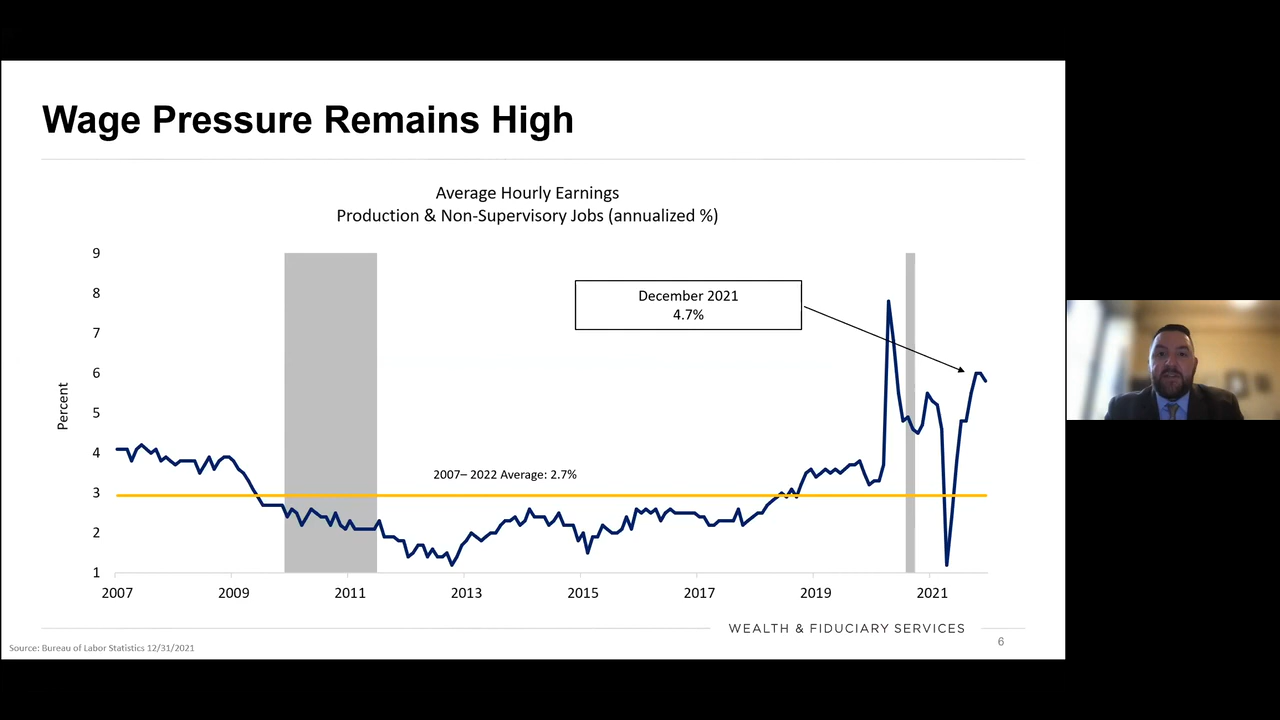 Wage Pressure Remains High
Average Hourly Earnings
Production & Non-Supervisory Jobs (annualized %)
9
8
7
6
5
4
3
2
1
Percent
December 2021
4.7%
2007– 2022 Average: 2.7%
2007 2009 2011 2013 2015 2017 2019 2021
WEALTH & FIDUCIARY SERVICES
6
Source: Bureau of Labor Statistics 12/31/2021